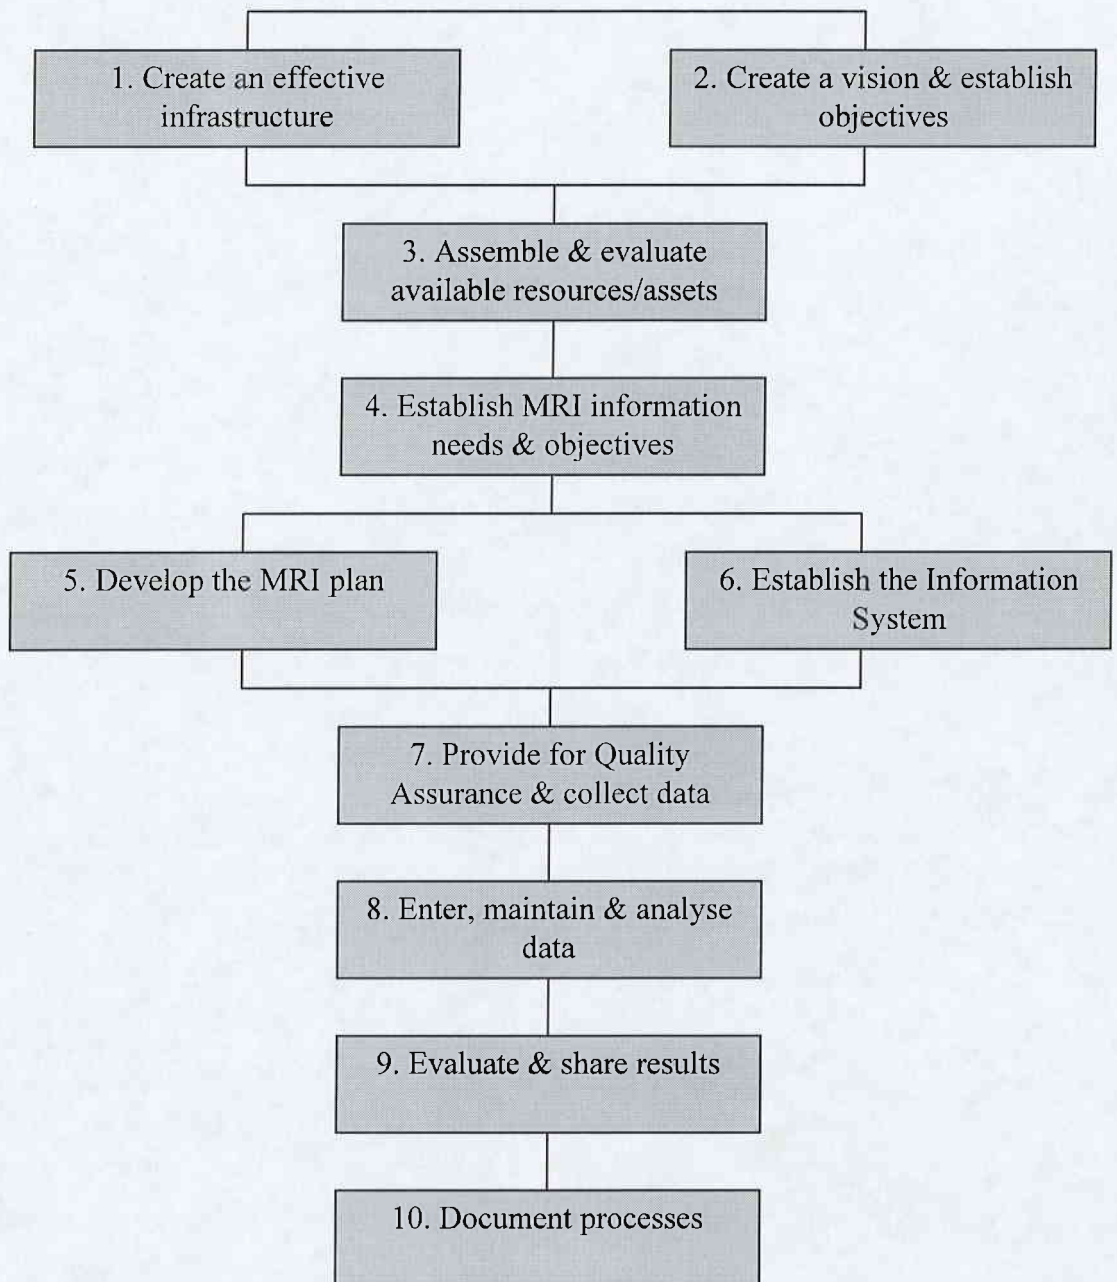 1. Create an effective
infrastructure
2. Create a vision & establish
objectives
3. Assemble & evaluate
available resources/assets
4. Establish MRI information
needs & objectives
5. Develop the MRI plan
6. Establish the Information
System
7. Provide for Quality
Assurance & collect data
8. Enter, maintain & analyse
data
9. Evaluate & share results
10. Document processes